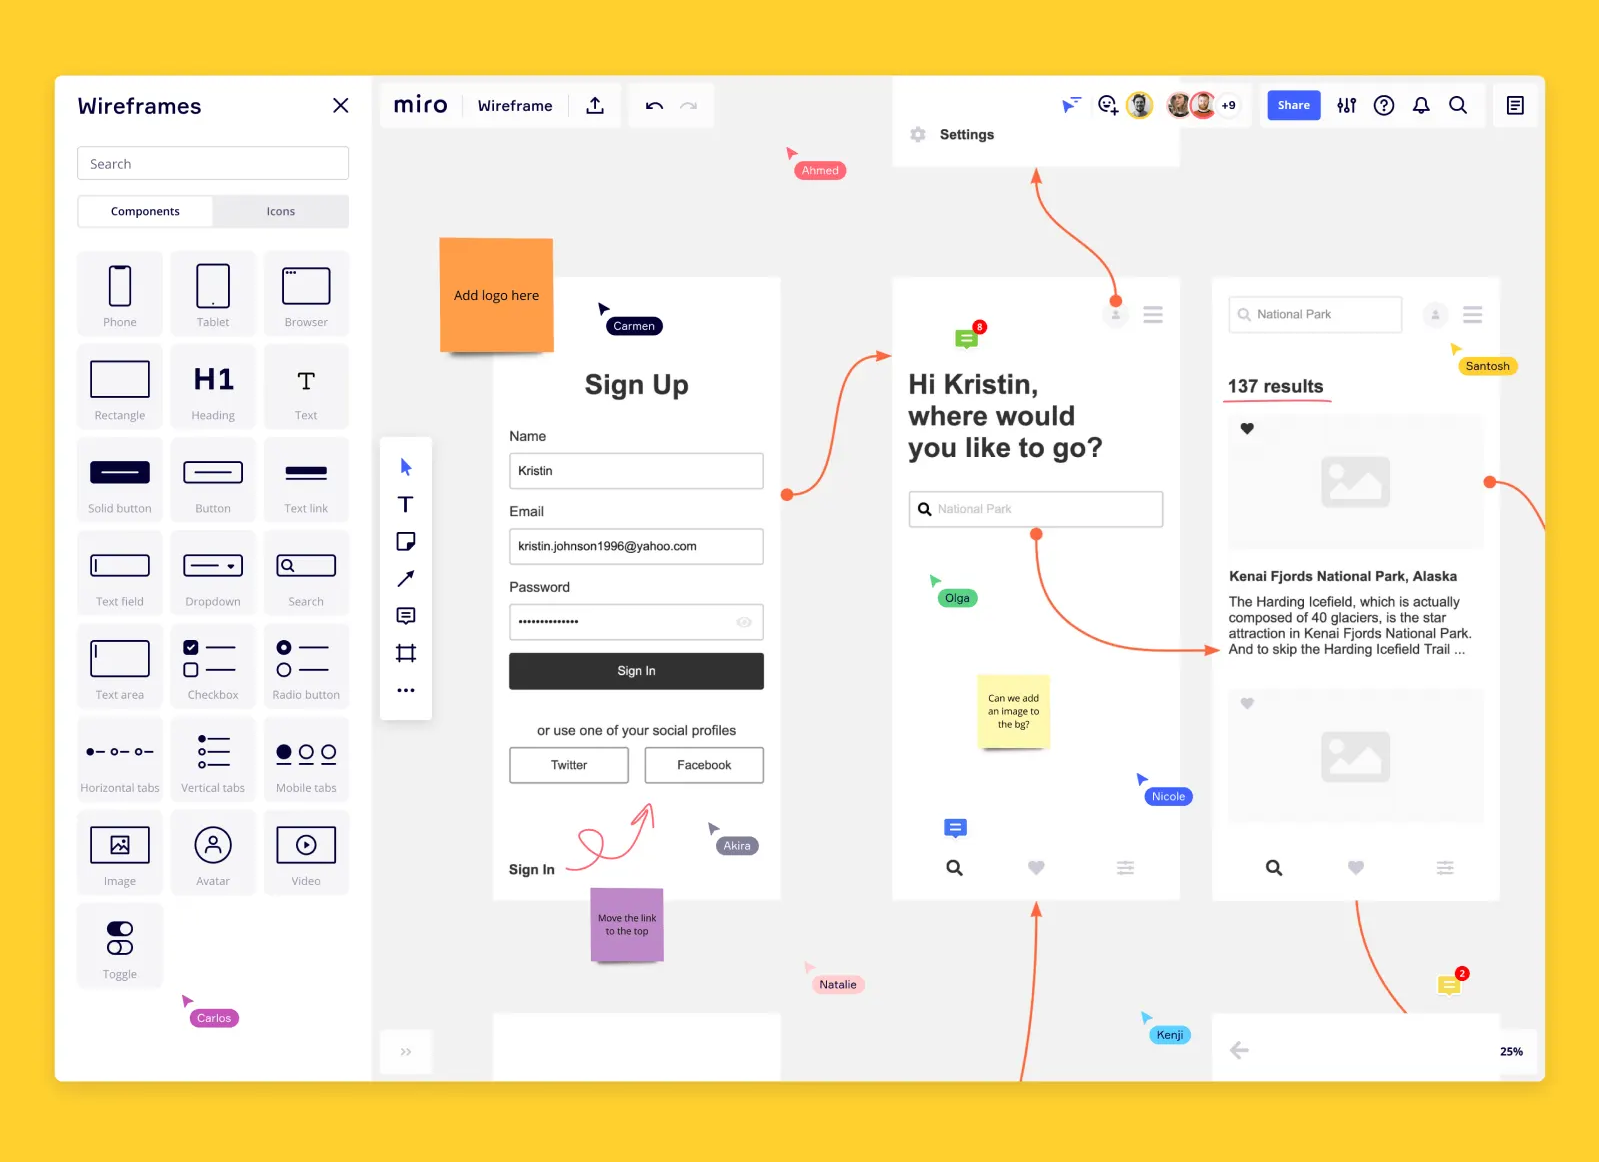 Wireframes
Search
Components
Icons
Phone
Tablet
Browser
Rectangle
H1
Heading
T
Text
Solid button
Button
Text link
Text field
Dropdown
Search
Text area
Checkbox
Radio button
Horizontal tabs
Vertical tabs
Mobile tabs
Image
Avatar
Video
Toggle
Carlos
miro
Wireframe
+9
Share
Settings
Ahmed
Add logo here
Carmen
Sign Up
Name
Kristin
Email
kristin.johnson1996@yahoo.com
Password
••••••••••••••
Sign In
or use one of your social profiles
Twitter
Facebook
Akira
Sign In
Move the link
to the top
Natalie
T
8
Hi Kristin,
where would
you like to go?
National Park
Olga
Can we add
an image to
the bg?
Nicole
Kenji
National Park
Santosh
137 results
Kenai Fjords National Park, Alaska
The Harding Icefield, which is actually
composed of 40 glaciers, is the star
attraction in Kenai Fjords National Park.
And to skip the Harding Icefield Trail ...
2
25%